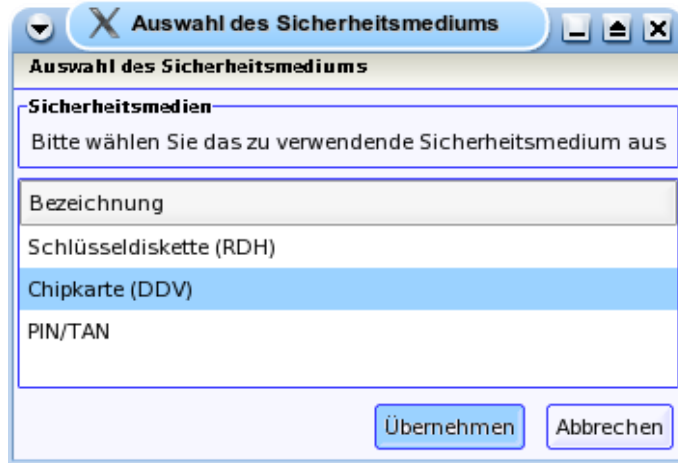 Auswahl des Sicherheitsmediums
Auswahl des Sicherheitsmediums
Sicherheitsmedien
Bitte wählen Sie das zu verwendende Sicherheitsmedium aus
Bezeichnung
Schlüsseldiskette (RDH)
Chipkarte (DDV)
PIN/TAN
Übernehmen Abbrechen